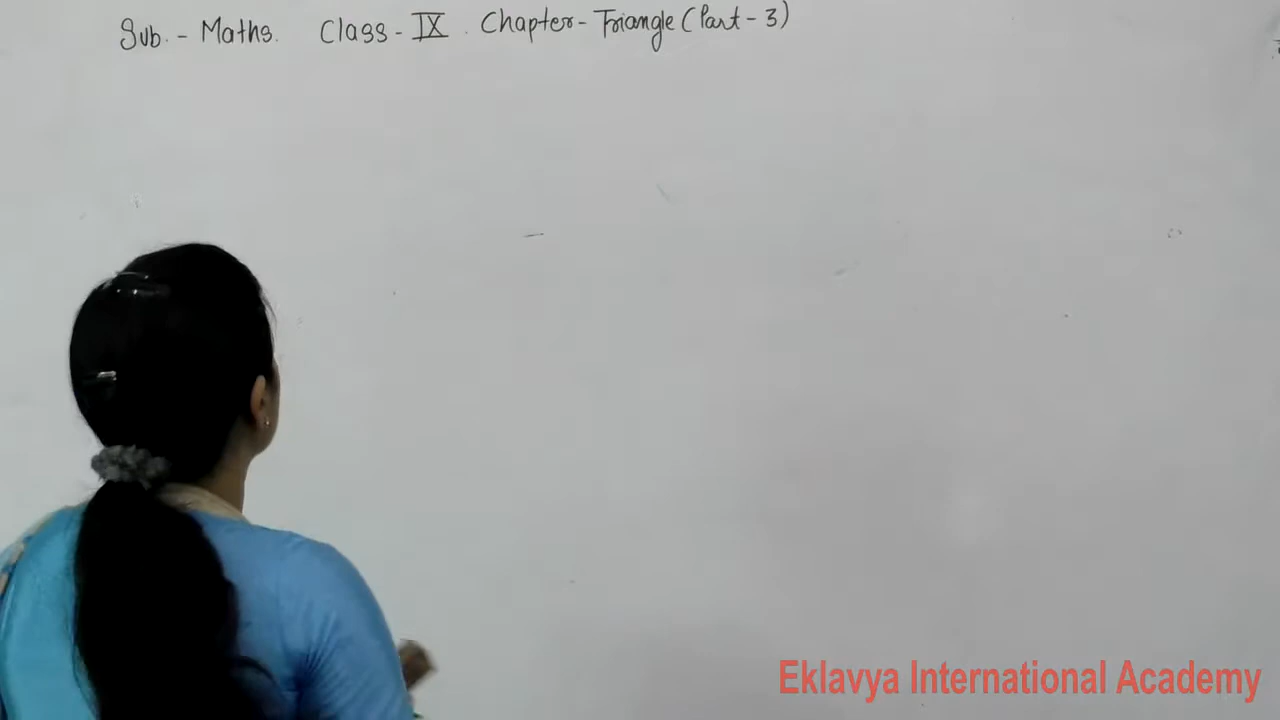 Sub. - Maths. Class - IX. Chapter - Triangle (Part - 3)
Eklavya International Academy